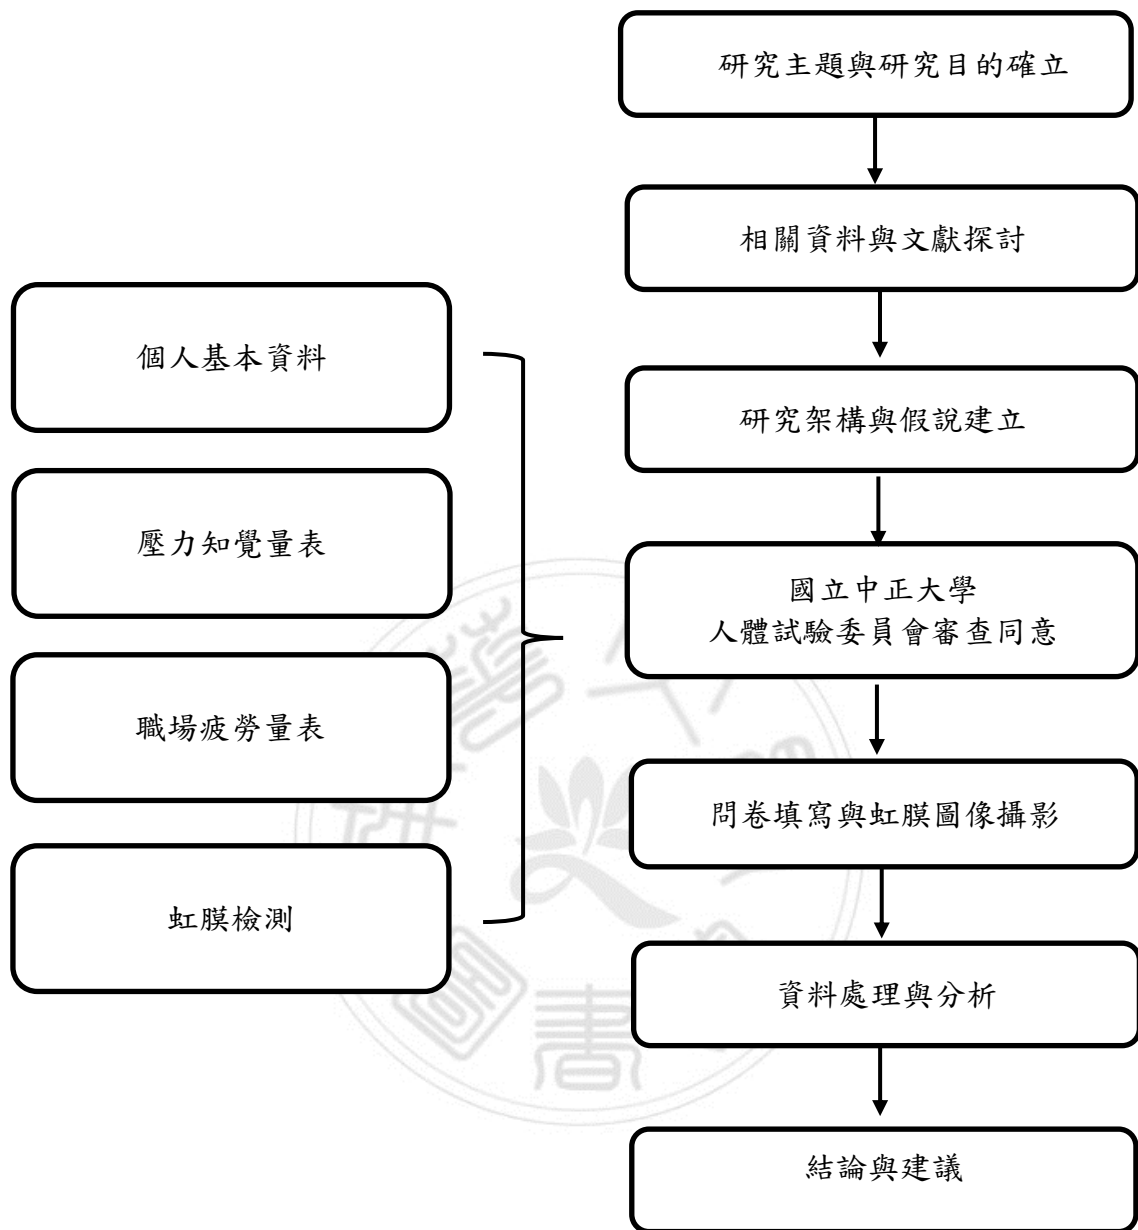 研究主題與研究目的確立
相關資料與文獻探討
研究架構與假說建立
國立中正大學
人體試驗委員會審查同意
問卷填寫與虹膜圖像攝影
資料處理與分析
結論與建議
個人基本資料
壓力知覺量表
職場疲勞量表
虹膜檢測